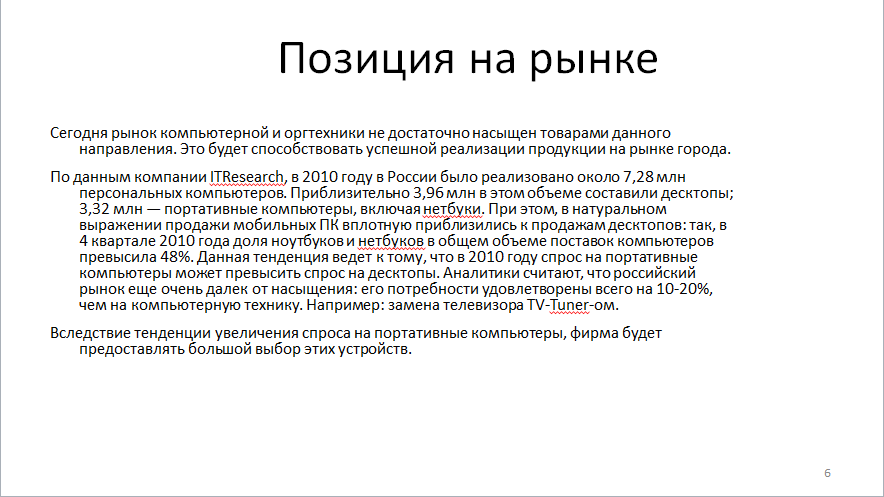 Позиция на рынке
Сегодня рынок компьютерной и оргтехники не достаточно насыщен товарами данного
направления. Это будет способствовать успешной реализации продукции на рынке города.
По данным компании ITResearch, в 2010 году в России было реализовано около 7,28 млн
персональных компьютеров. Приблизительно 3,96 млн в этом объеме составили десктопы;
3,32 млн — портативные компьютеры, включая нетбуки. При этом, в натуральном
выражении продажи мобильных ПК вплотную приблизились к продажам десктопов: так, в
4 квартале 2010 года доля ноутбуков и нетбуков в общем объеме поставок компьютеров
превысила 48%. Данная тенденция ведет к тому, что в 2010 году спрос на портативные
компьютеры может превысить спрос на десктопы. Аналитики считают, что российский
рынок еще очень далек от насыщения: его потребности удовлетворены всего на 10-20%,
чем на компьютерную технику. Например: замена телевизора TV-Tuner-ом.
Вследствие тенденции увеличения спроса на портативные компьютеры, фирма будет
предоставлять большой выбор этих устройств.
6